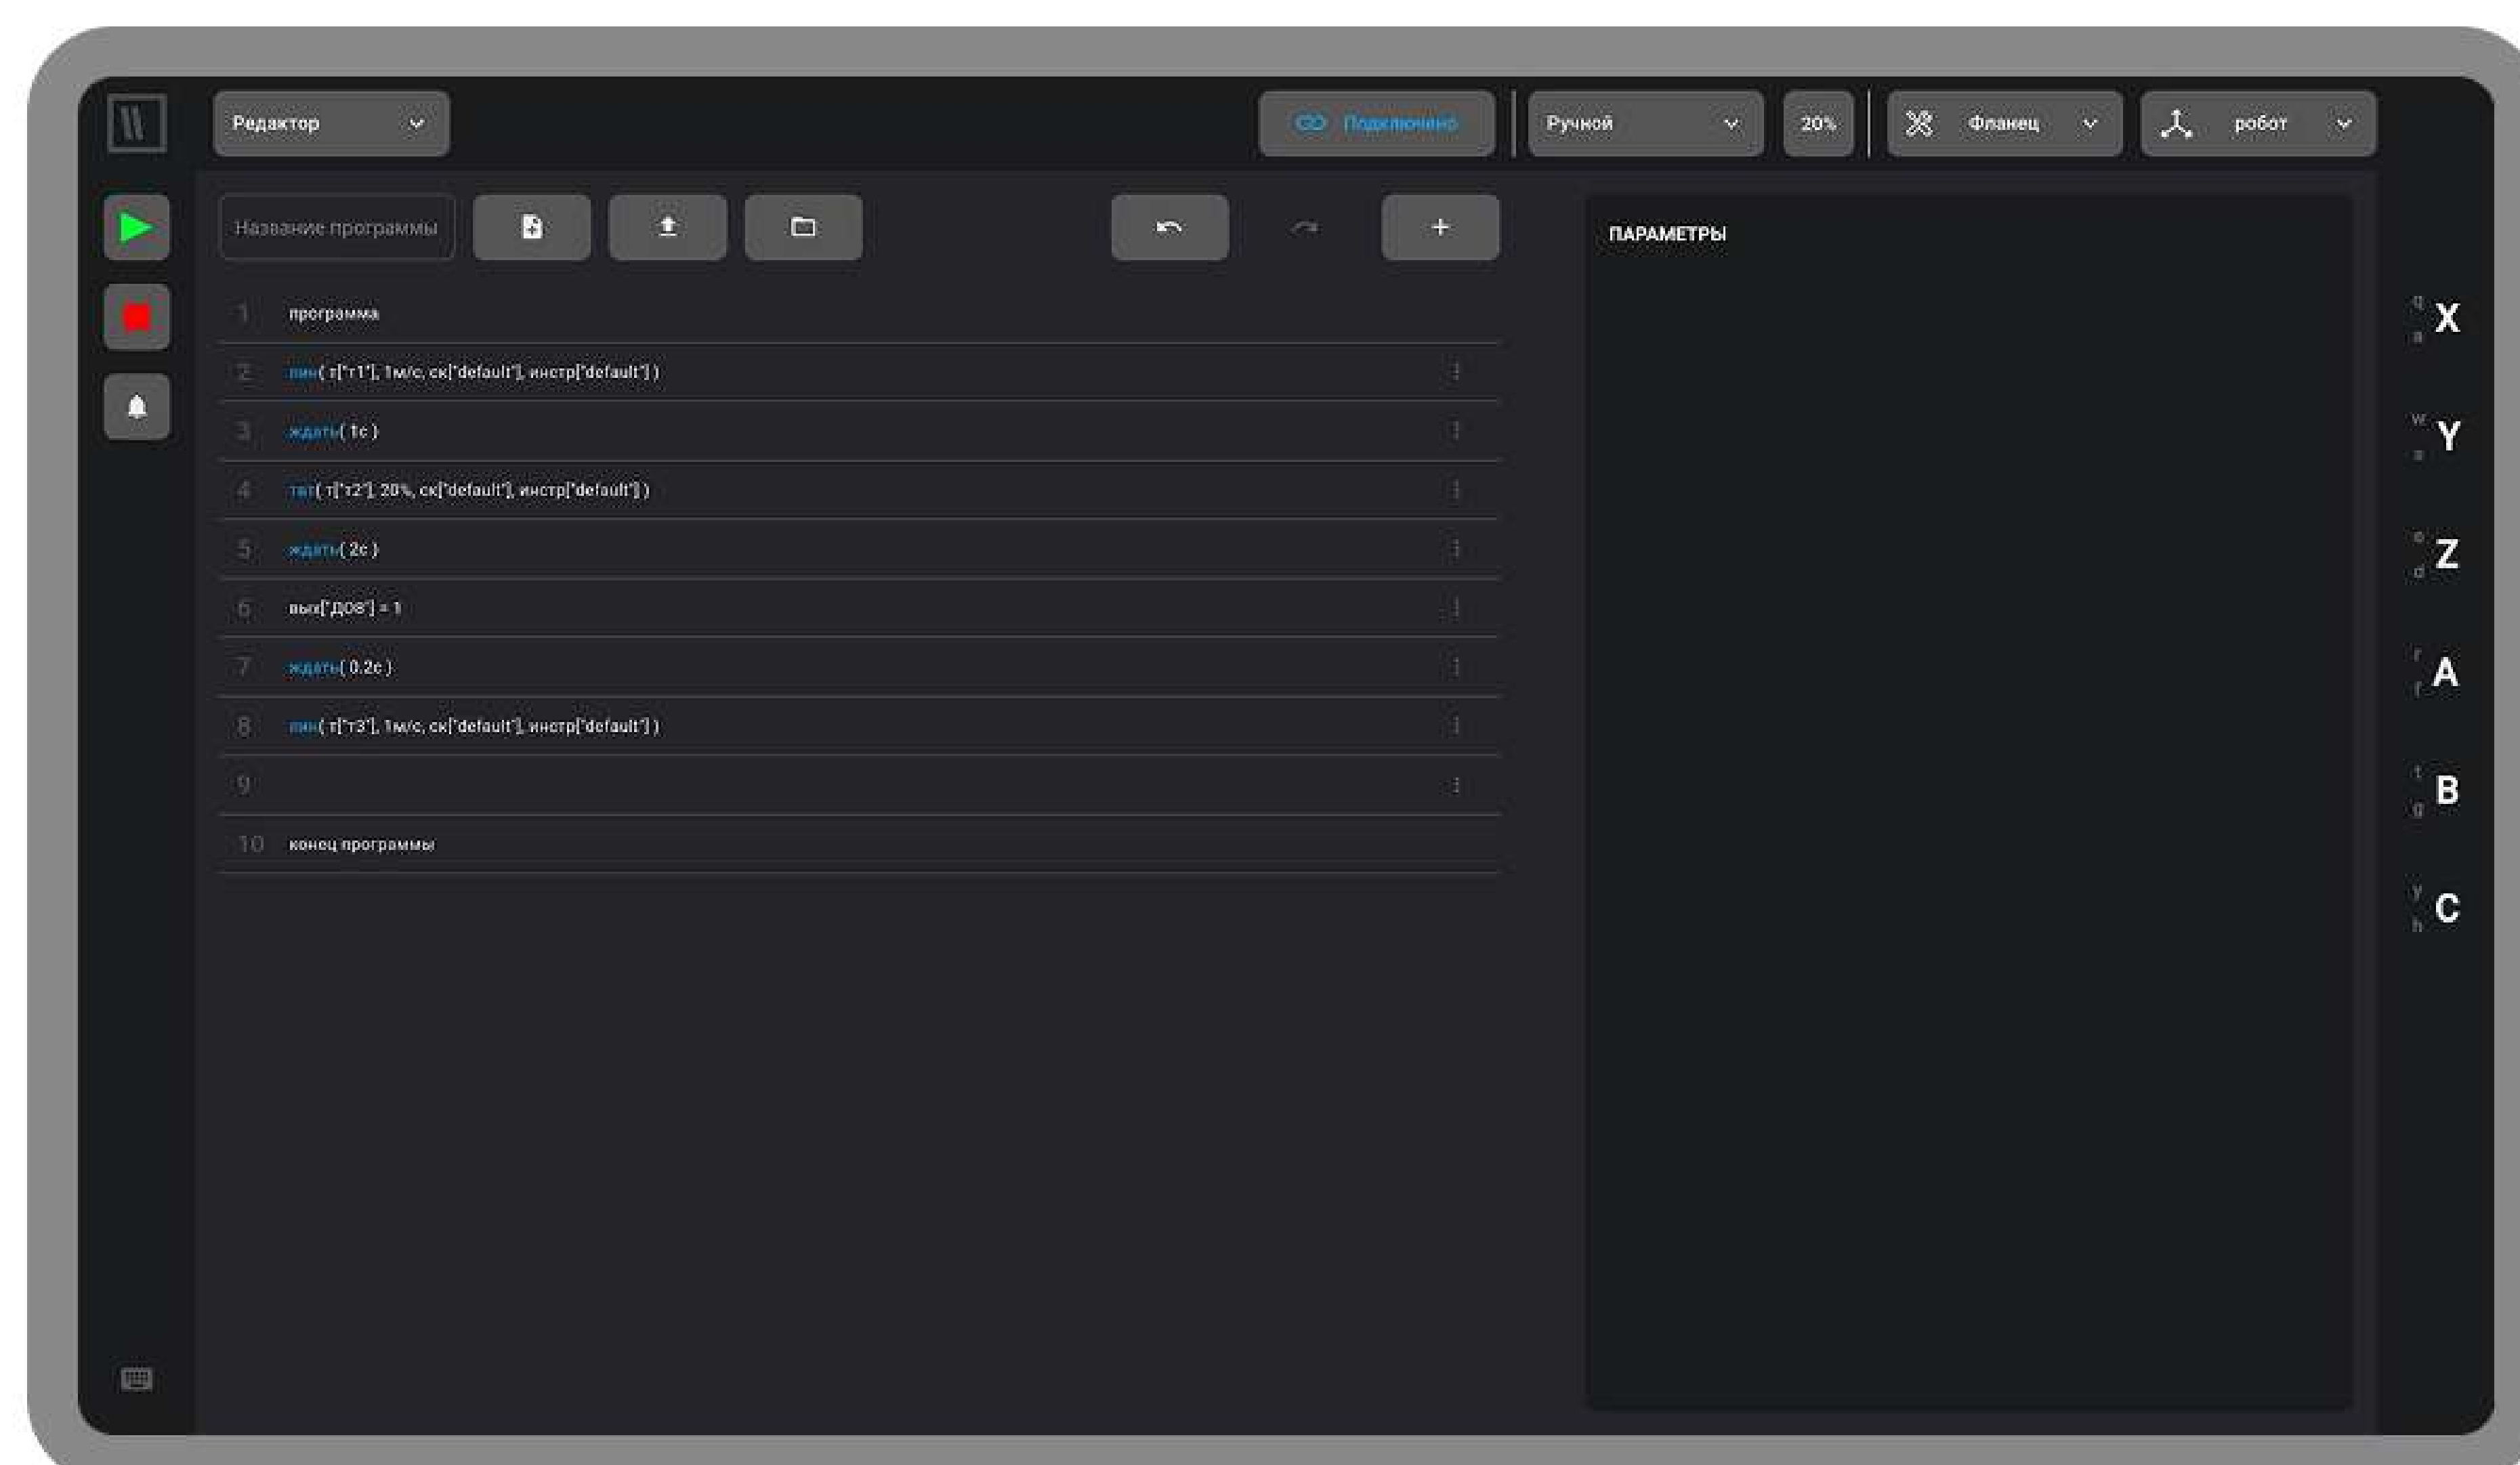 Редактор Подключено Ручной 20% Фланец робот
Название программы
ПАРАМЕТРЫ
1 программа
2 лин( т["т1"], 1м/с, ск["default"], инстр["default"] )
3 ждать( 1с )
4 твт( т["т2"], 20%, ск["default"], инстр["default"] )
5 ждать( 2с )
6 вых["ДО8"] = 1
7 ждать( 0.2с )
8 лин( т["т3"], 1м/с, ск["default"], инстр["default"] )
9
10 конец программы
q
X
a
w
Y
s
e
Z
d
r
A
f
t
B
g
y
C
h